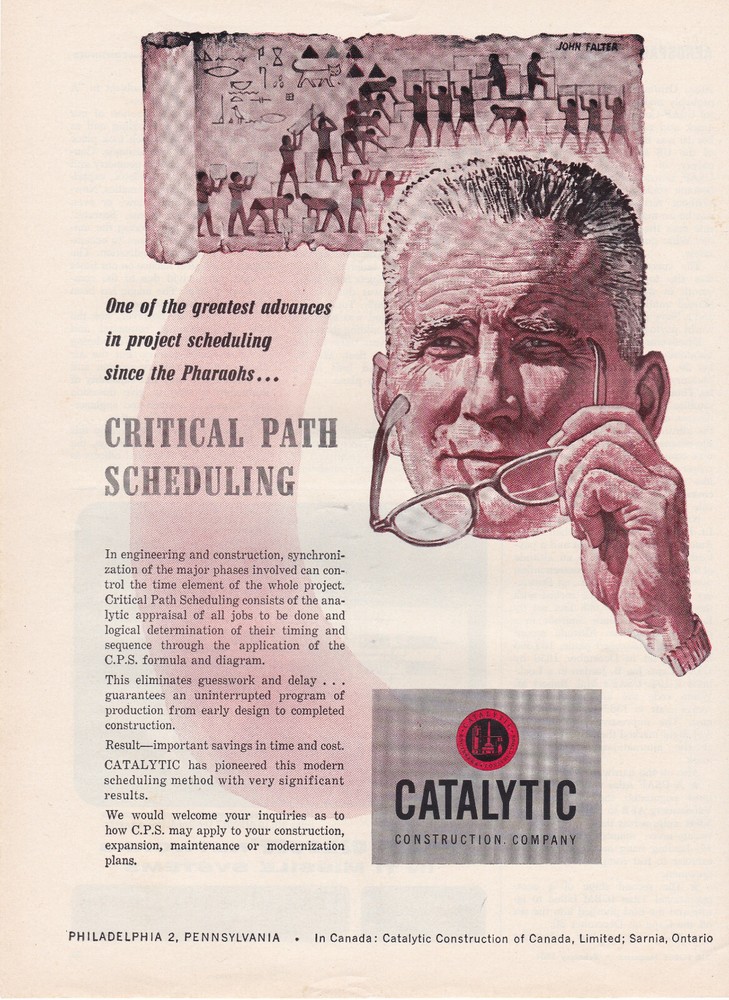 JOHN FALTER
One of the greatest advances
in project scheduling
since the Pharaohs...
CRITICAL PATH
SCHEDULING
In engineering and construction, synchroni-
zation of the major phases involved can con-
trol the time element of the whole project.
Critical Path Scheduling consists of the ana-
lytic appraisal of all jobs to be done and
logical determination of their timing and
sequence through the application of the
C.P.S. formula and diagram.
This eliminates guesswork and delay . . .
guarantees an uninterrupted program of
production from early design to completed
construction.
Result—important savings in time and cost.
CATALYTIC has pioneered this modern
scheduling method with very significant
results.
We would welcome your inquiries as to
how C.P.S. may apply to your construction,
expansion, maintenance or modernization
plans.
CATALYTIC
CATALYTIC
CONSTRUCTION COMPANY
PHILADELPHIA 2, PENNSYLVANIA • In Canada: Catalytic Construction of Canada, Limited; Sarnia, Ontario